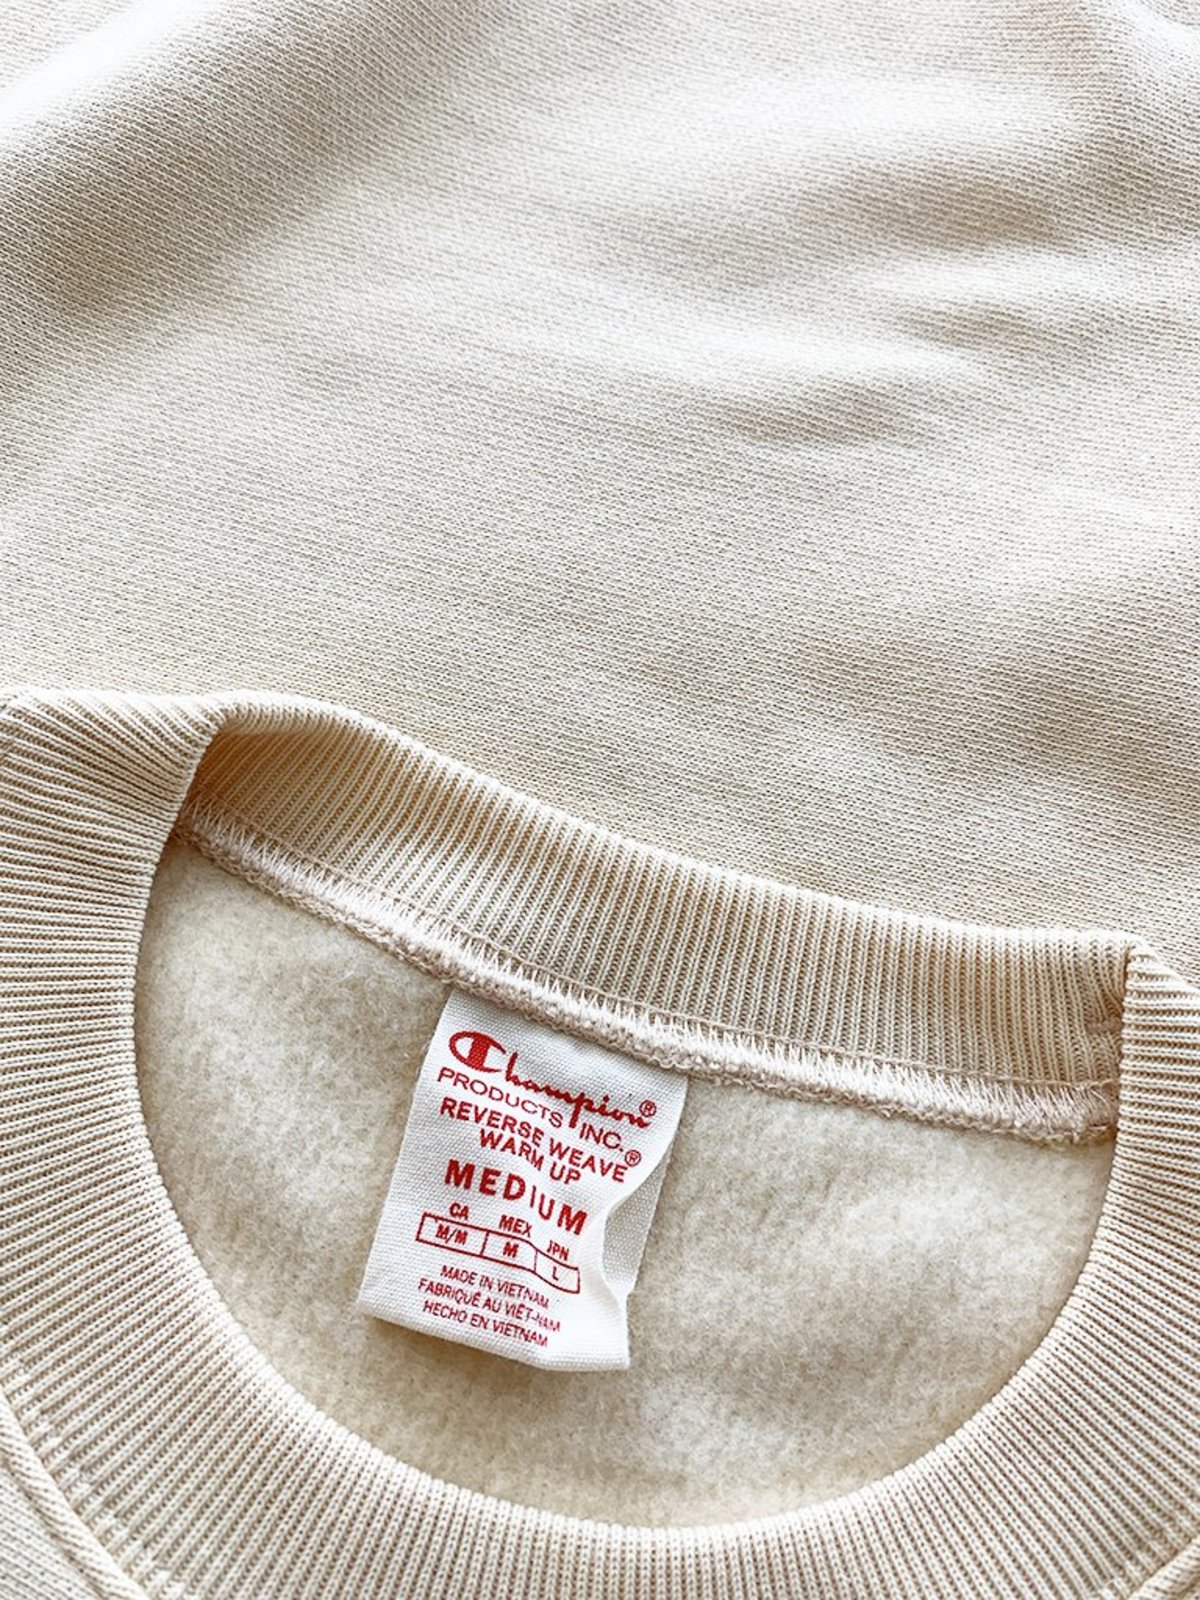 Champion®
PRODUCTS INC.
REVERSE WEAVE®
WARM UP
MEDIUM
CA MEX JPN
M/M M L
MADE IN VIETNAM
FABRIQUÉ AU VIÊT-NAM
HECHO EN VIETNAM